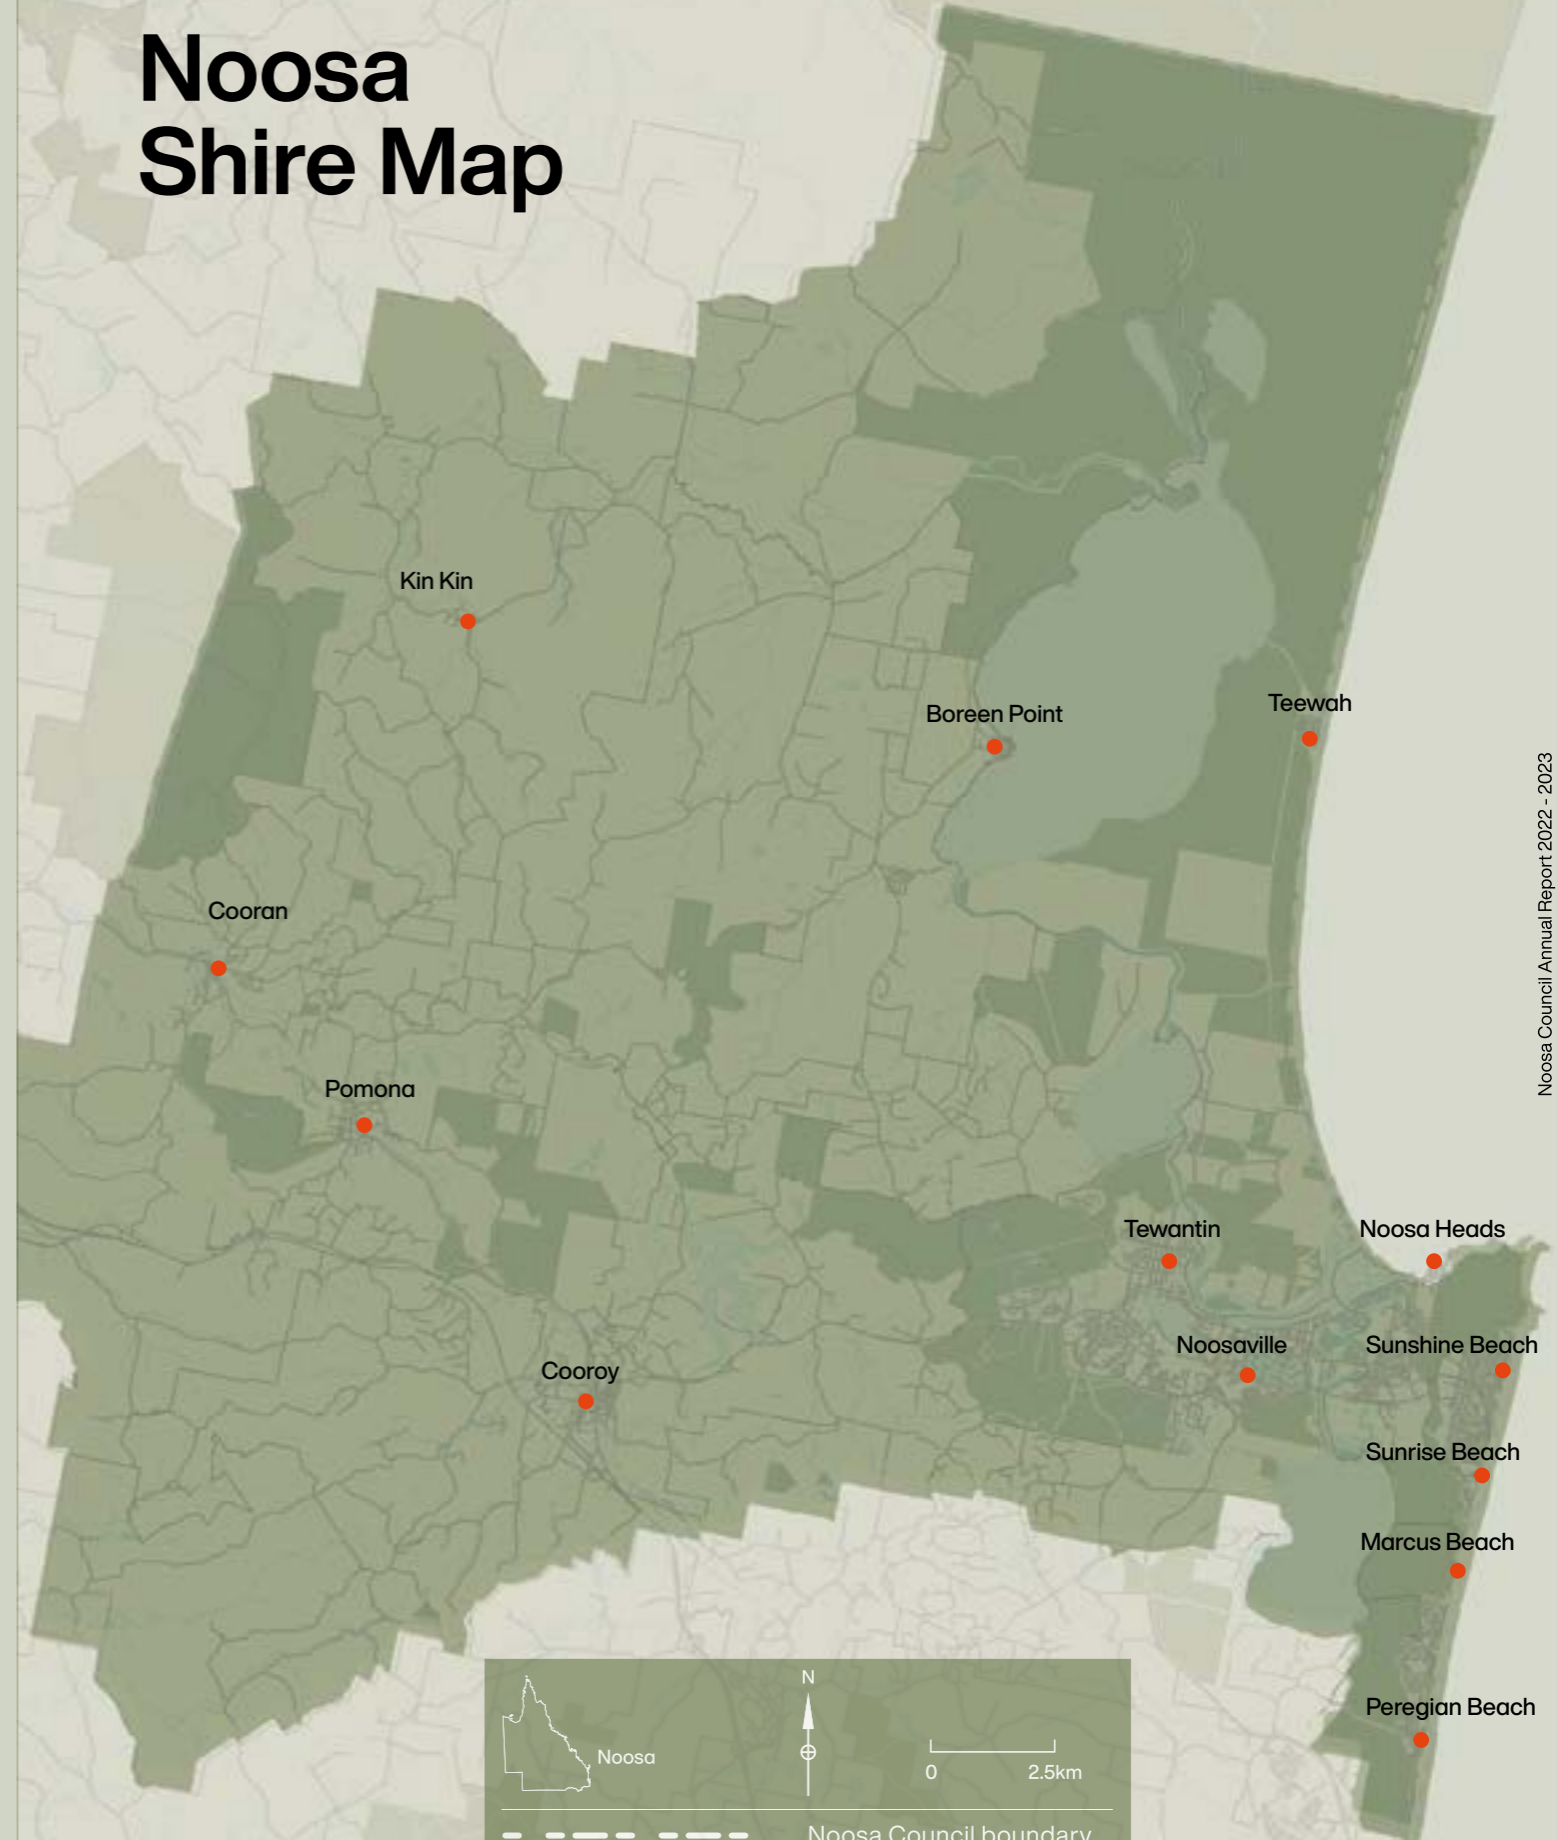 Noosa
Shire Map
Kin Kin
Boreen Point
Teewah
Noosa Council Annual Report 2022 - 2023
Cooran
Pomona
Tewantin
Noosa Heads
Noosaville
Sunshine Beach
Cooroy
Sunrise Beach
Marcus Beach
Peregian Beach
N
Noosa
0 2.5km
Noosa Council boundary